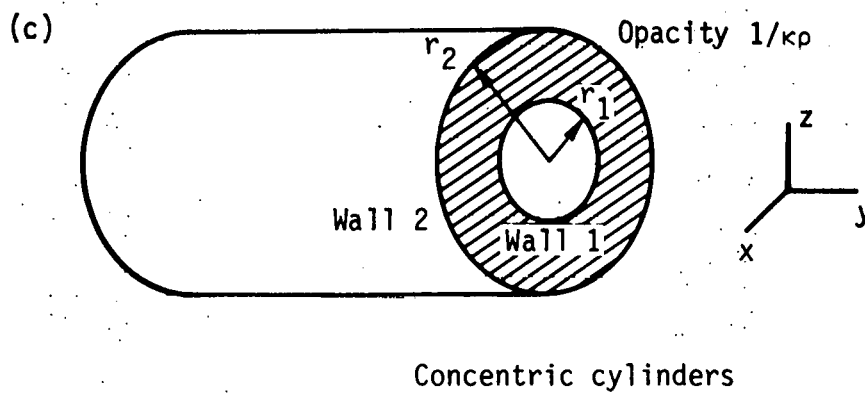 (c)
Opacity 1/κρ
r2
r1
z
Wall 2
Wall 1
y
x
Concentric cylinders